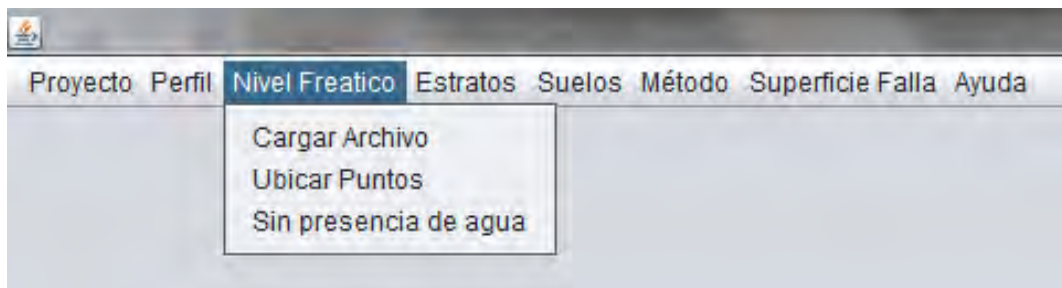 Proyecto Perfil Nivel Freatico Estratos Suelos Método Superficie Falla Ayuda
Cargar Archivo
Ubicar Puntos
Sin presencia de agua